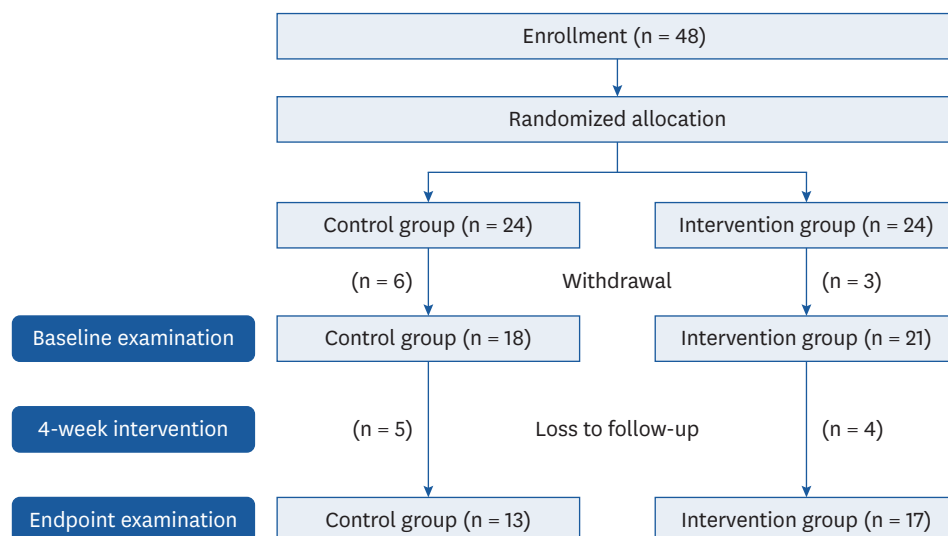 Enrollment (n = 48)
Randomized allocation
Control group (n = 24)
Intervention group (n = 24)
(n = 6)
Withdrawal
(n = 3)
Baseline examination
Control group (n = 18)
Intervention group (n = 21)
4-week intervention
(n = 5)
Loss to follow-up
(n = 4)
Endpoint examination
Control group (n = 13)
Intervention group (n = 17)